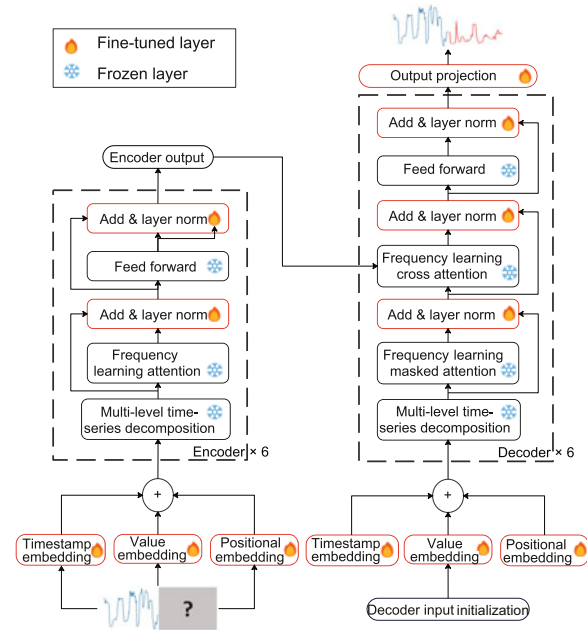 Fine-tuned layer
Frozen layer
Output projection
Add & layer norm
Feed forward
Add & layer norm
Frequency learning
cross attention
Add & layer norm
Frequency learning
masked attention
Multi-level time-
series decomposition
Decoder × 6
Encoder output
Add & layer norm
Feed forward
Add & layer norm
Frequency
learning attention
Multi-level time-
series decomposition
Encoder × 6
+
+
Timestamp
embedding
Value
embedding
Positional
embedding
Timestamp
embedding
Value
embedding
Positional
embedding
?
Decoder input initialization